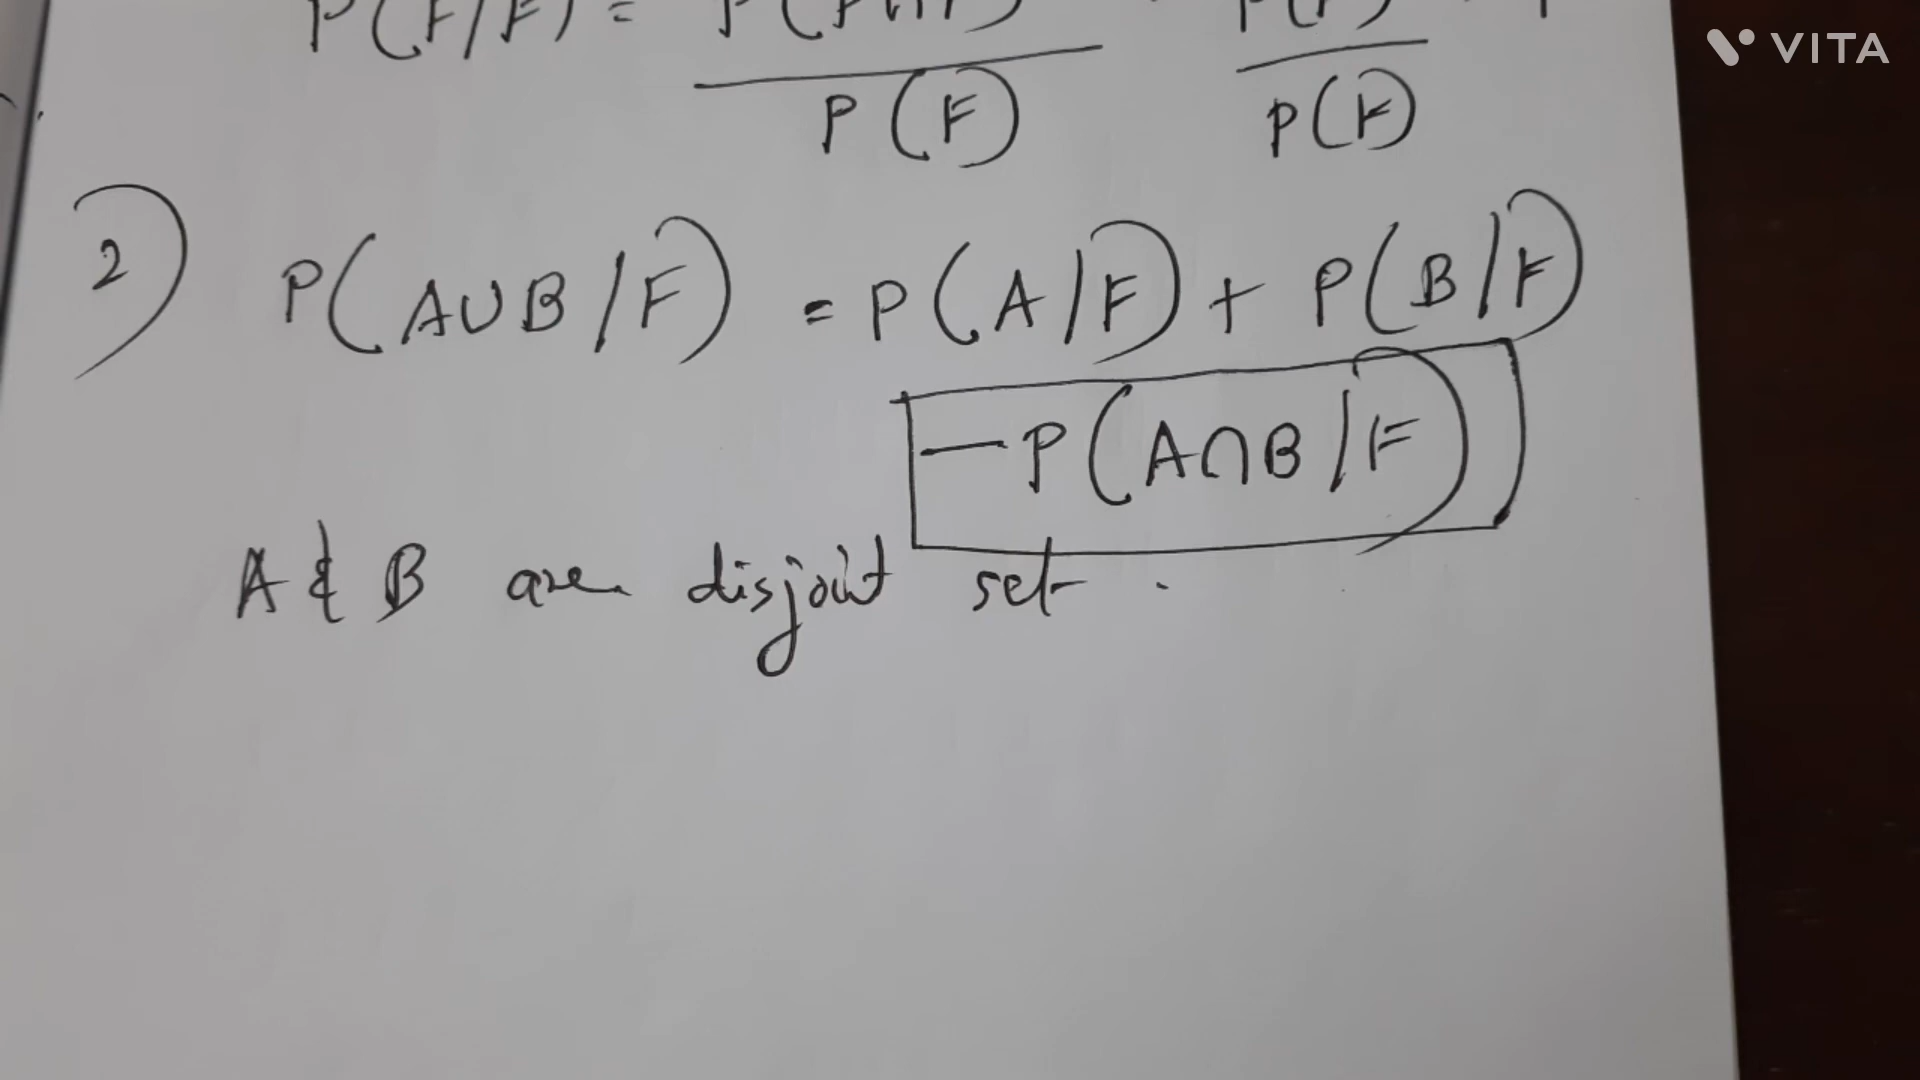 P(F/F) =
P(F) P(F)
VITA
2) P(A∪B/F) = P(A/F) + P(B/F)
- P(A∩B/F)
A & B are disjoint set.